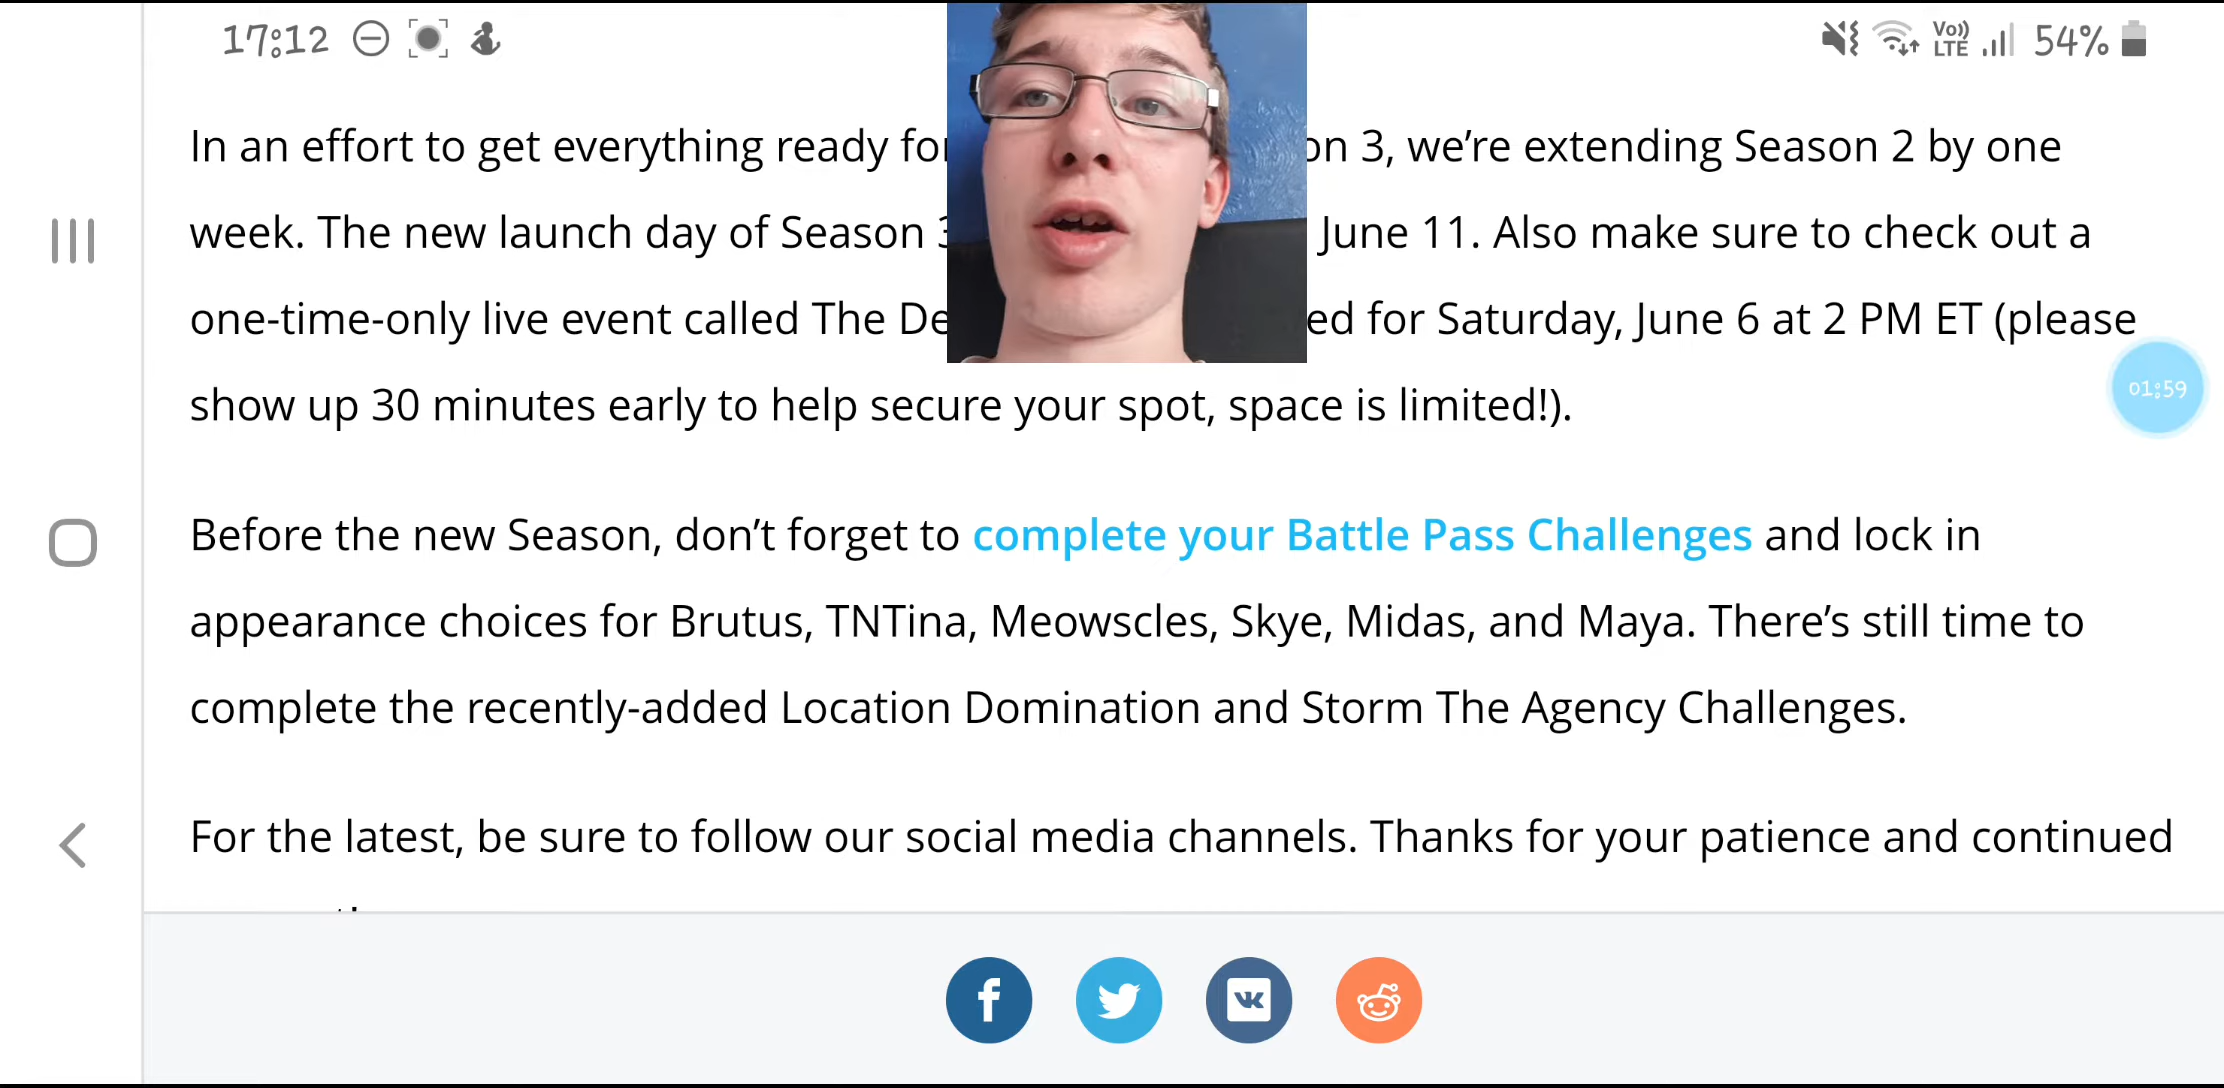 17:12 Vo)) LTE 54%
In an effort to get everything ready for on 3, we’re extending Season 2 by one
week. The new launch day of Season 3 June 11. Also make sure to check out a
one-time-only live event called The De ed for Saturday, June 6 at 2 PM ET (please
01:59
show up 30 minutes early to help secure your spot, space is limited!).
Before the new Season, don’t forget to complete your Battle Pass Challenges and lock in
appearance choices for Brutus, TNTina, Meowscles, Skye, Midas, and Maya. There’s still time to
complete the recently-added Location Domination and Storm The Agency Challenges.
For the latest, be sure to follow our social media channels. Thanks for your patience and continued